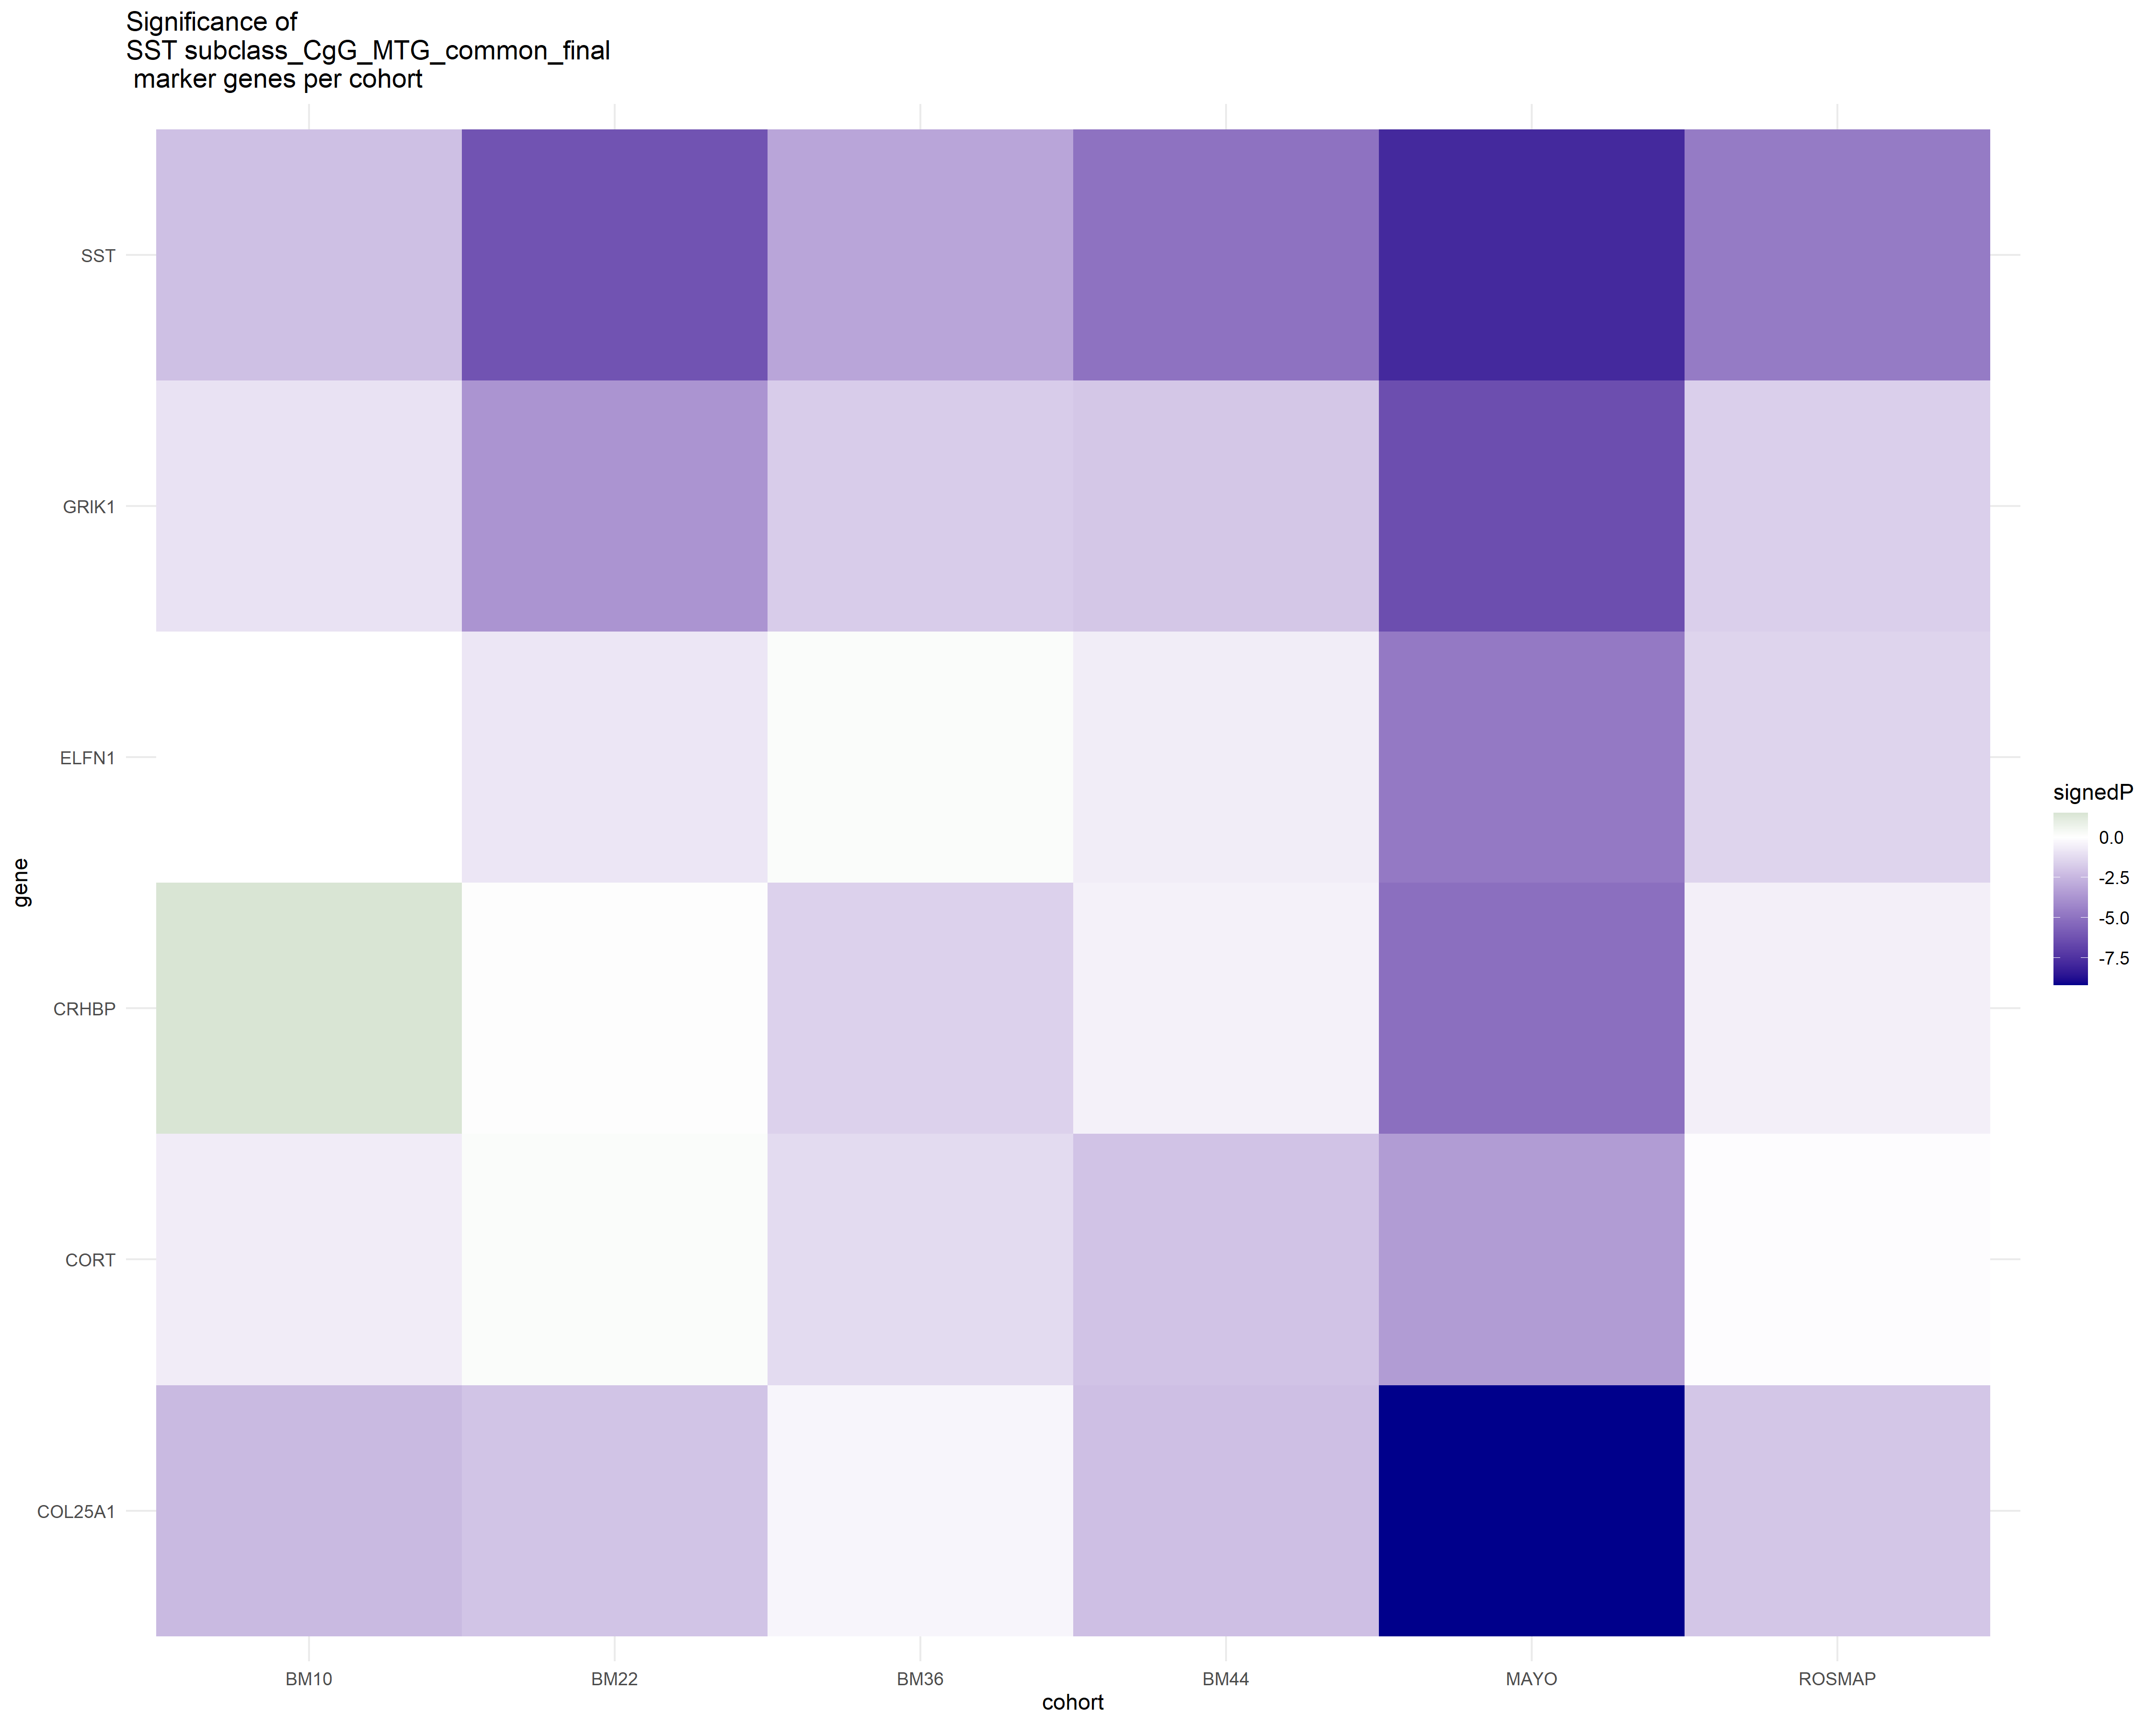 Significance of
SST subclass_CgG_MTG_common_final
marker genes per cohort
gene
SST
GRIK1
ELFN1
CRHBP
CORT
COL25A1
BM10
BM22
BM36
BM44
MAYO
ROSMAP
cohort
signedP
0.0
-2.5
-5.0
-7.5